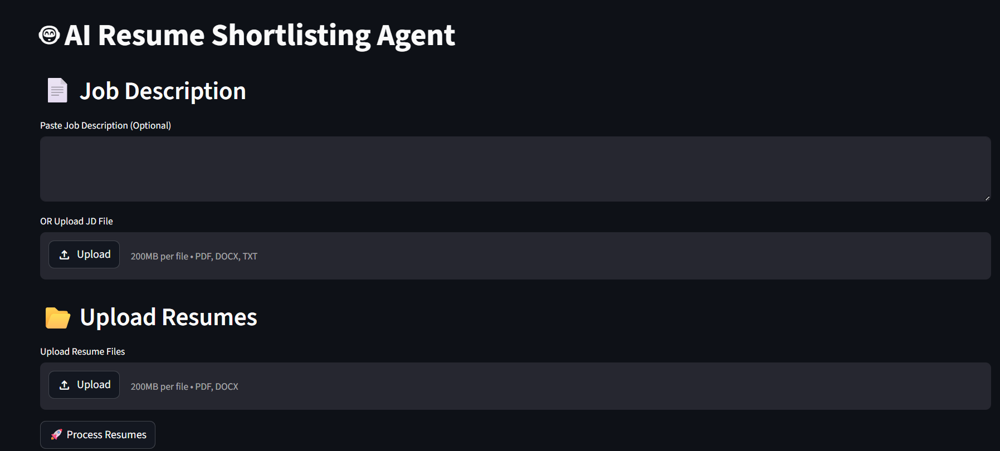 AI Resume Shortlisting Agent
Job Description
Paste Job Description (Optional)
OR Upload JD File
Upload
200MB per file • PDF, DOCX, TXT
Upload Resumes
Upload Resume Files
Upload
200MB per file • PDF, DOCX
Process Resumes